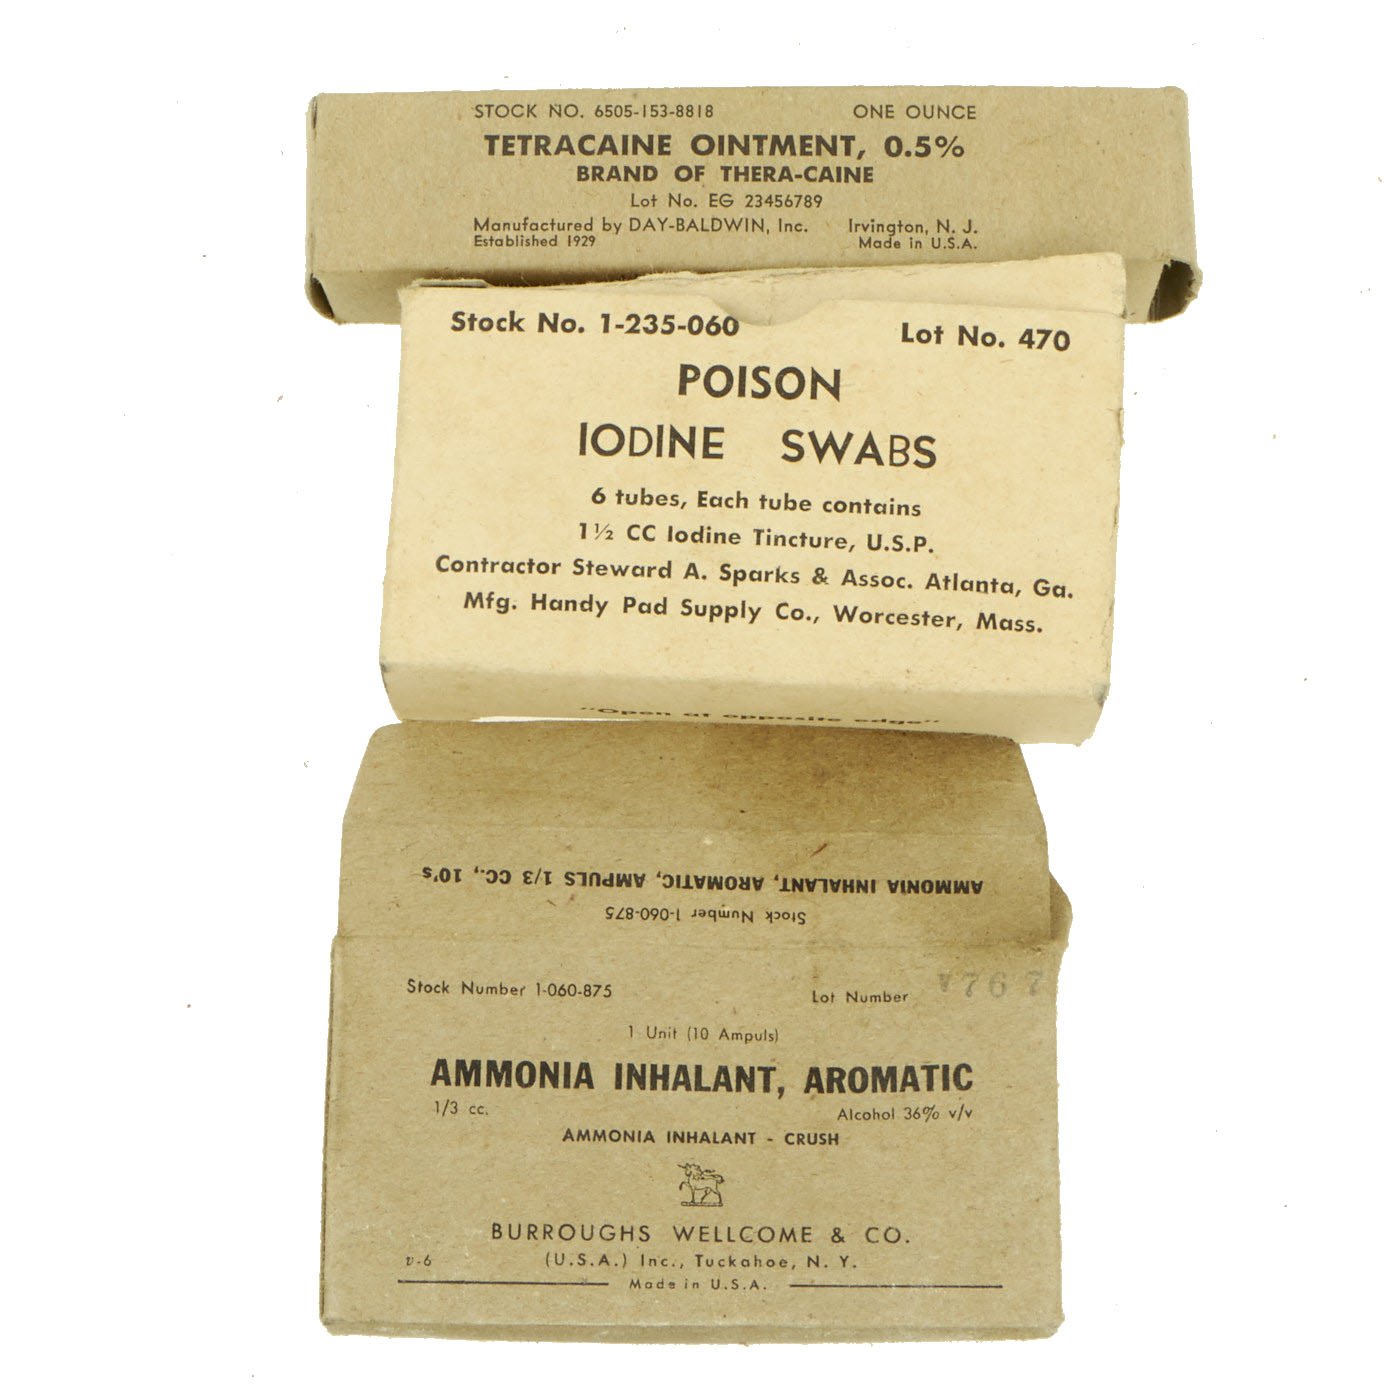 STOCK NO. 6505-153-8818 ONE OUNCE
TETRACAINE OINTMENT, 0.5%
BRAND OF THERA-CAINE
Lot No. EG 23456789
Manufactured by DAY-BALDWIN, Inc. Irvington, N. J.
Established 1929 Made in U.S.A.
Stock No. 1-235-060 Lot No. 470
POISON
IODINE SWABS
6 tubes, Each tube contains
1½ CC Iodine Tincture, U.S.P.
Contractor Steward A. Sparks & Assoc. Atlanta, Ga.
Mfg. Handy Pad Supply Co., Worcester, Mass.
"Open at opposite edge"
AMMONIA INHALANT, AROMATIC, AMPULS 1/3 CC., 10's
Stock Number 1-060-875
Stock Number 1-060-875 Lot Number V767
1 Unit (10 Ampuls)
AMMONIA INHALANT, AROMATIC
1/3 cc. Alcohol 36% v/v
AMMONIA INHALANT - CRUSH
BURROUGHS WELLCOME & CO.
v-6 (U.S.A.) Inc., Tuckahoe, N. Y.
Made in U.S.A.